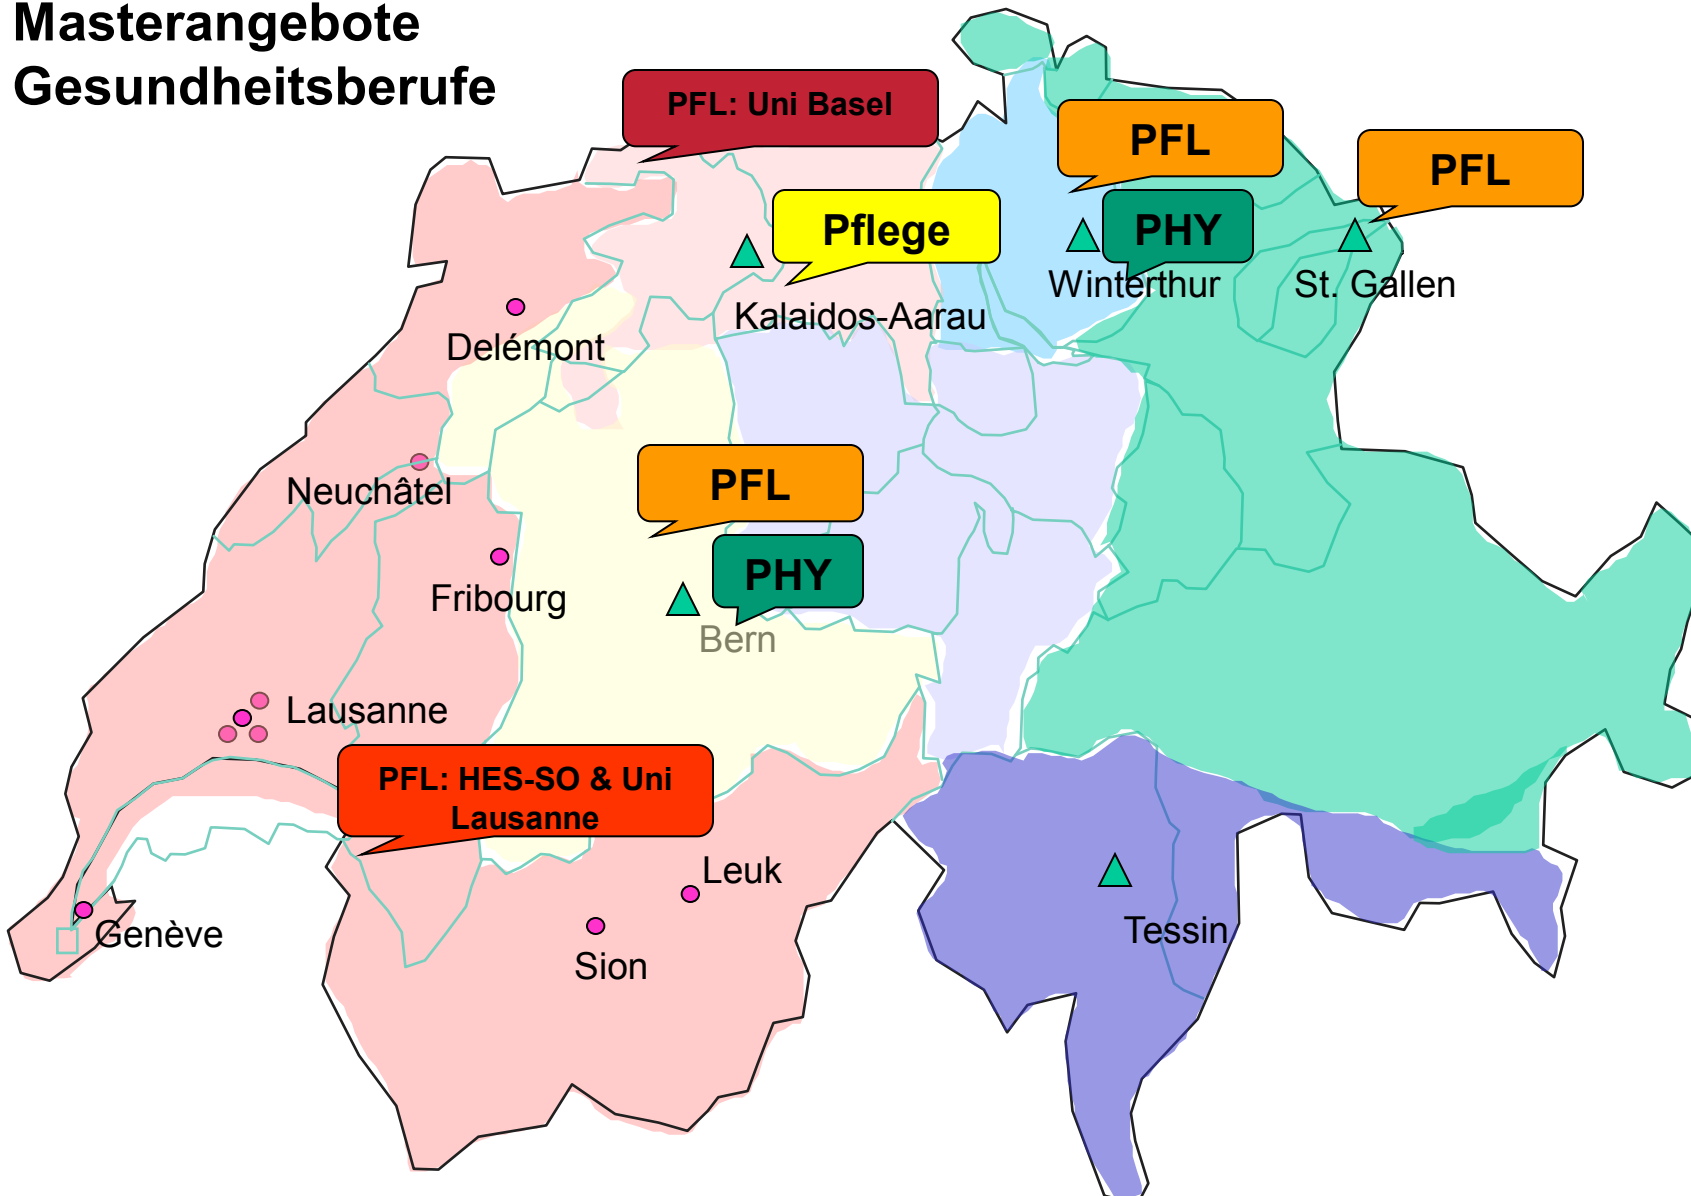 Masterangebote
Gesundheitsberufe
PFL: Uni Basel
PFL
PFL
Pflege
PHY
Winterthur
St. Gallen
Kalaidos-Aarau
Delémont
PFL
Neuchâtel
PHY
Fribourg
Bern
Lausanne
PFL: HES-SO & Uni
Lausanne
Leuk
Genève
Tessin
Sion